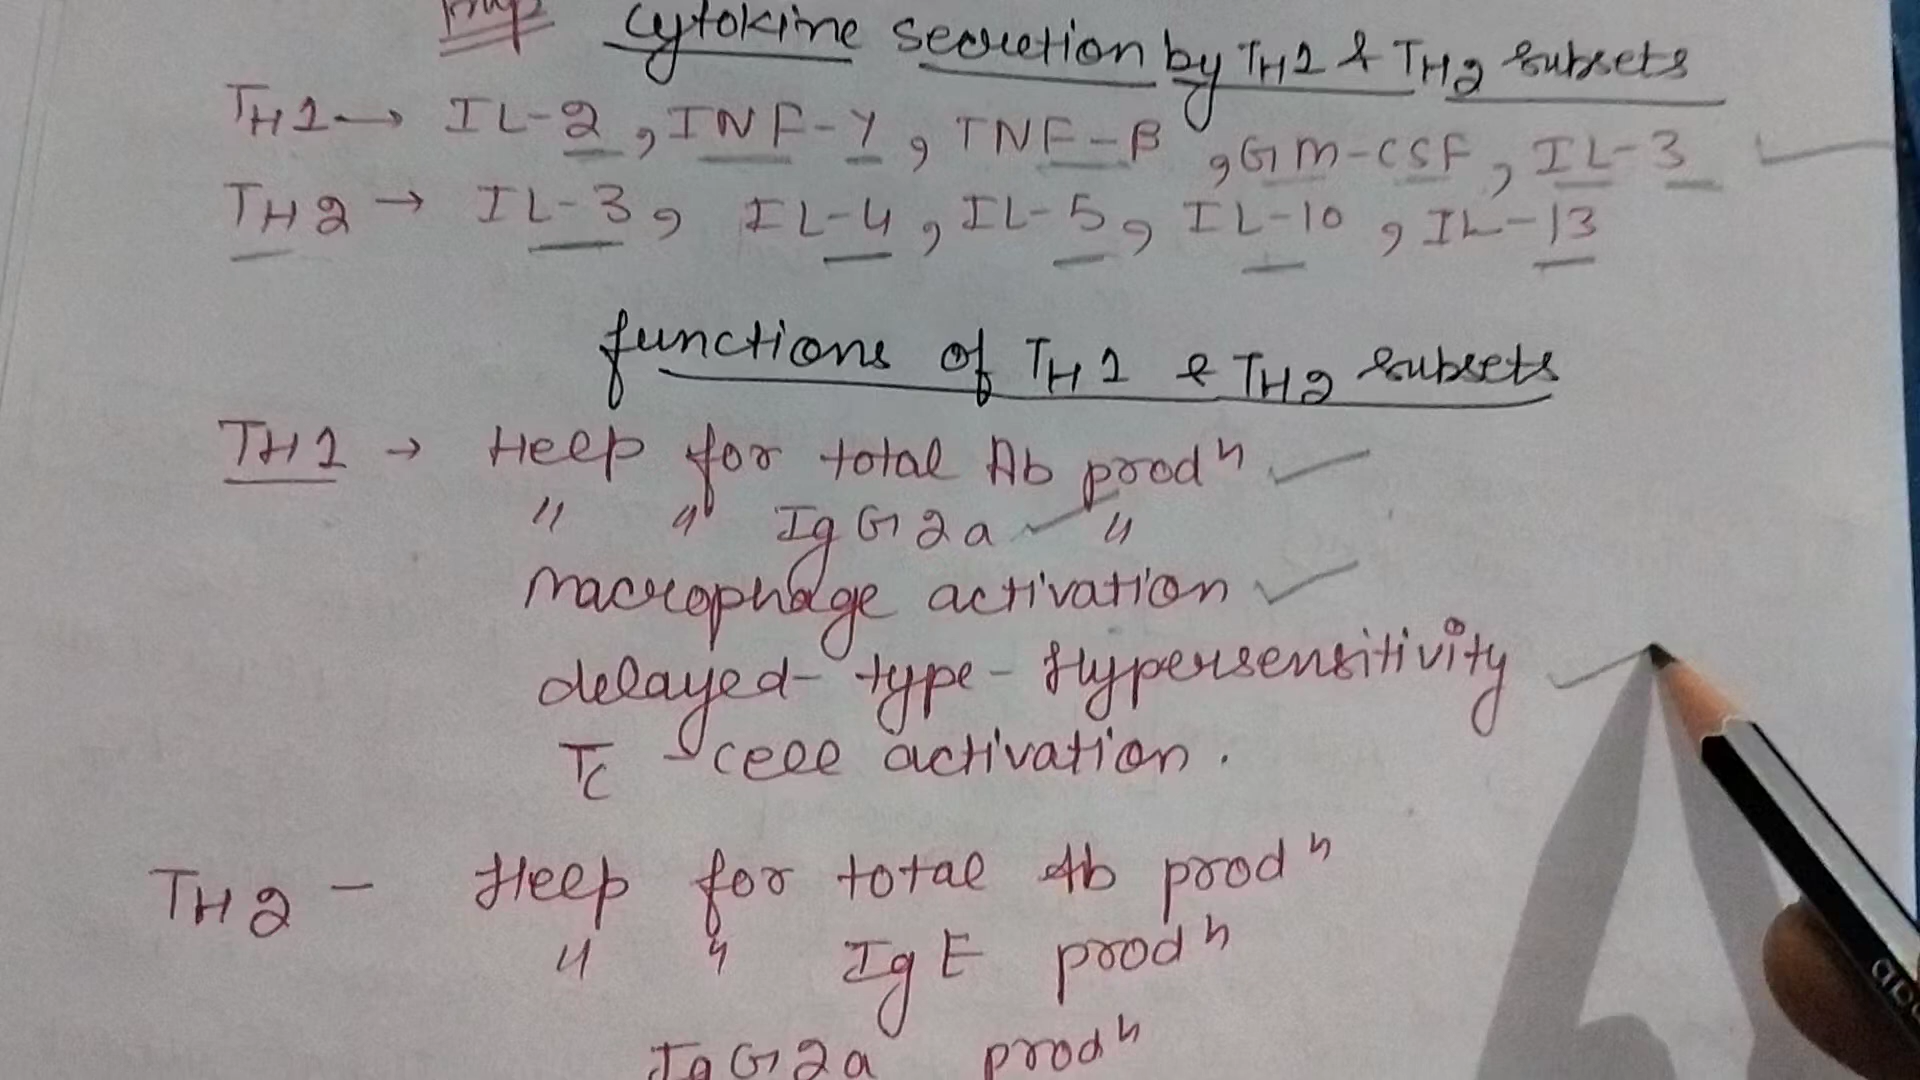 Imp
Cytokine secretion by TH1 & TH2 subsets
TH1 → IL-2, INF-γ, TNF-β, GM-CSF, IL-3
TH2 → IL-3, IL-4, IL-5, IL-10, IL-13
functions of TH1 & TH2 subsets
TH1 → Help for total Ab prodⁿ
" " IgG2a "
macrophage activation
delayed-type-Hypersensitivity
Tc-cell activation.
TH2 - Help for total Ab prodⁿ
" " IgE prodⁿ
IgG2a prodⁿ